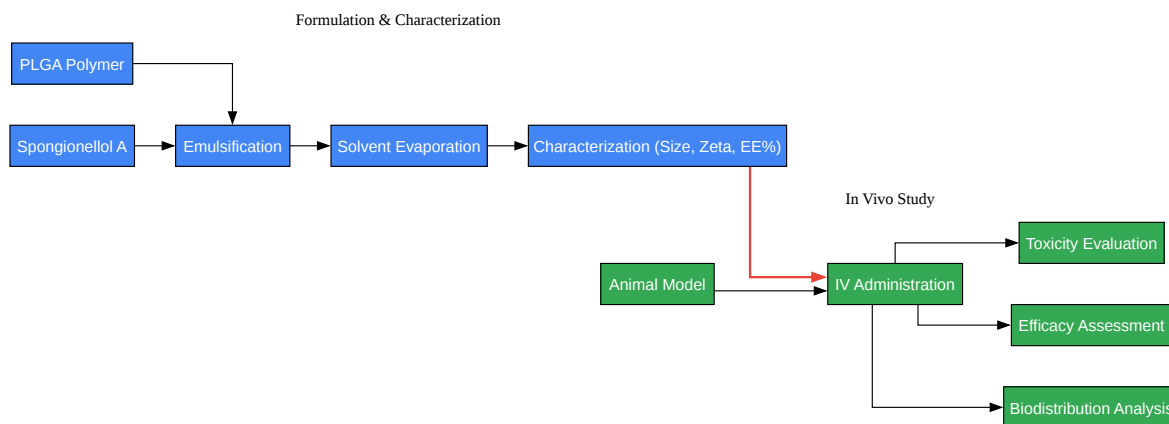 Formulation & Characterization
PLGA Polymer
Spongionellol A
Emulsification
Solvent Evaporation
Characterization (Size, Zeta, EE%)
In Vivo Study
Toxicity Evaluation
Animal Model
IV Administration
Efficacy Assessment
Biodistribution Analysis